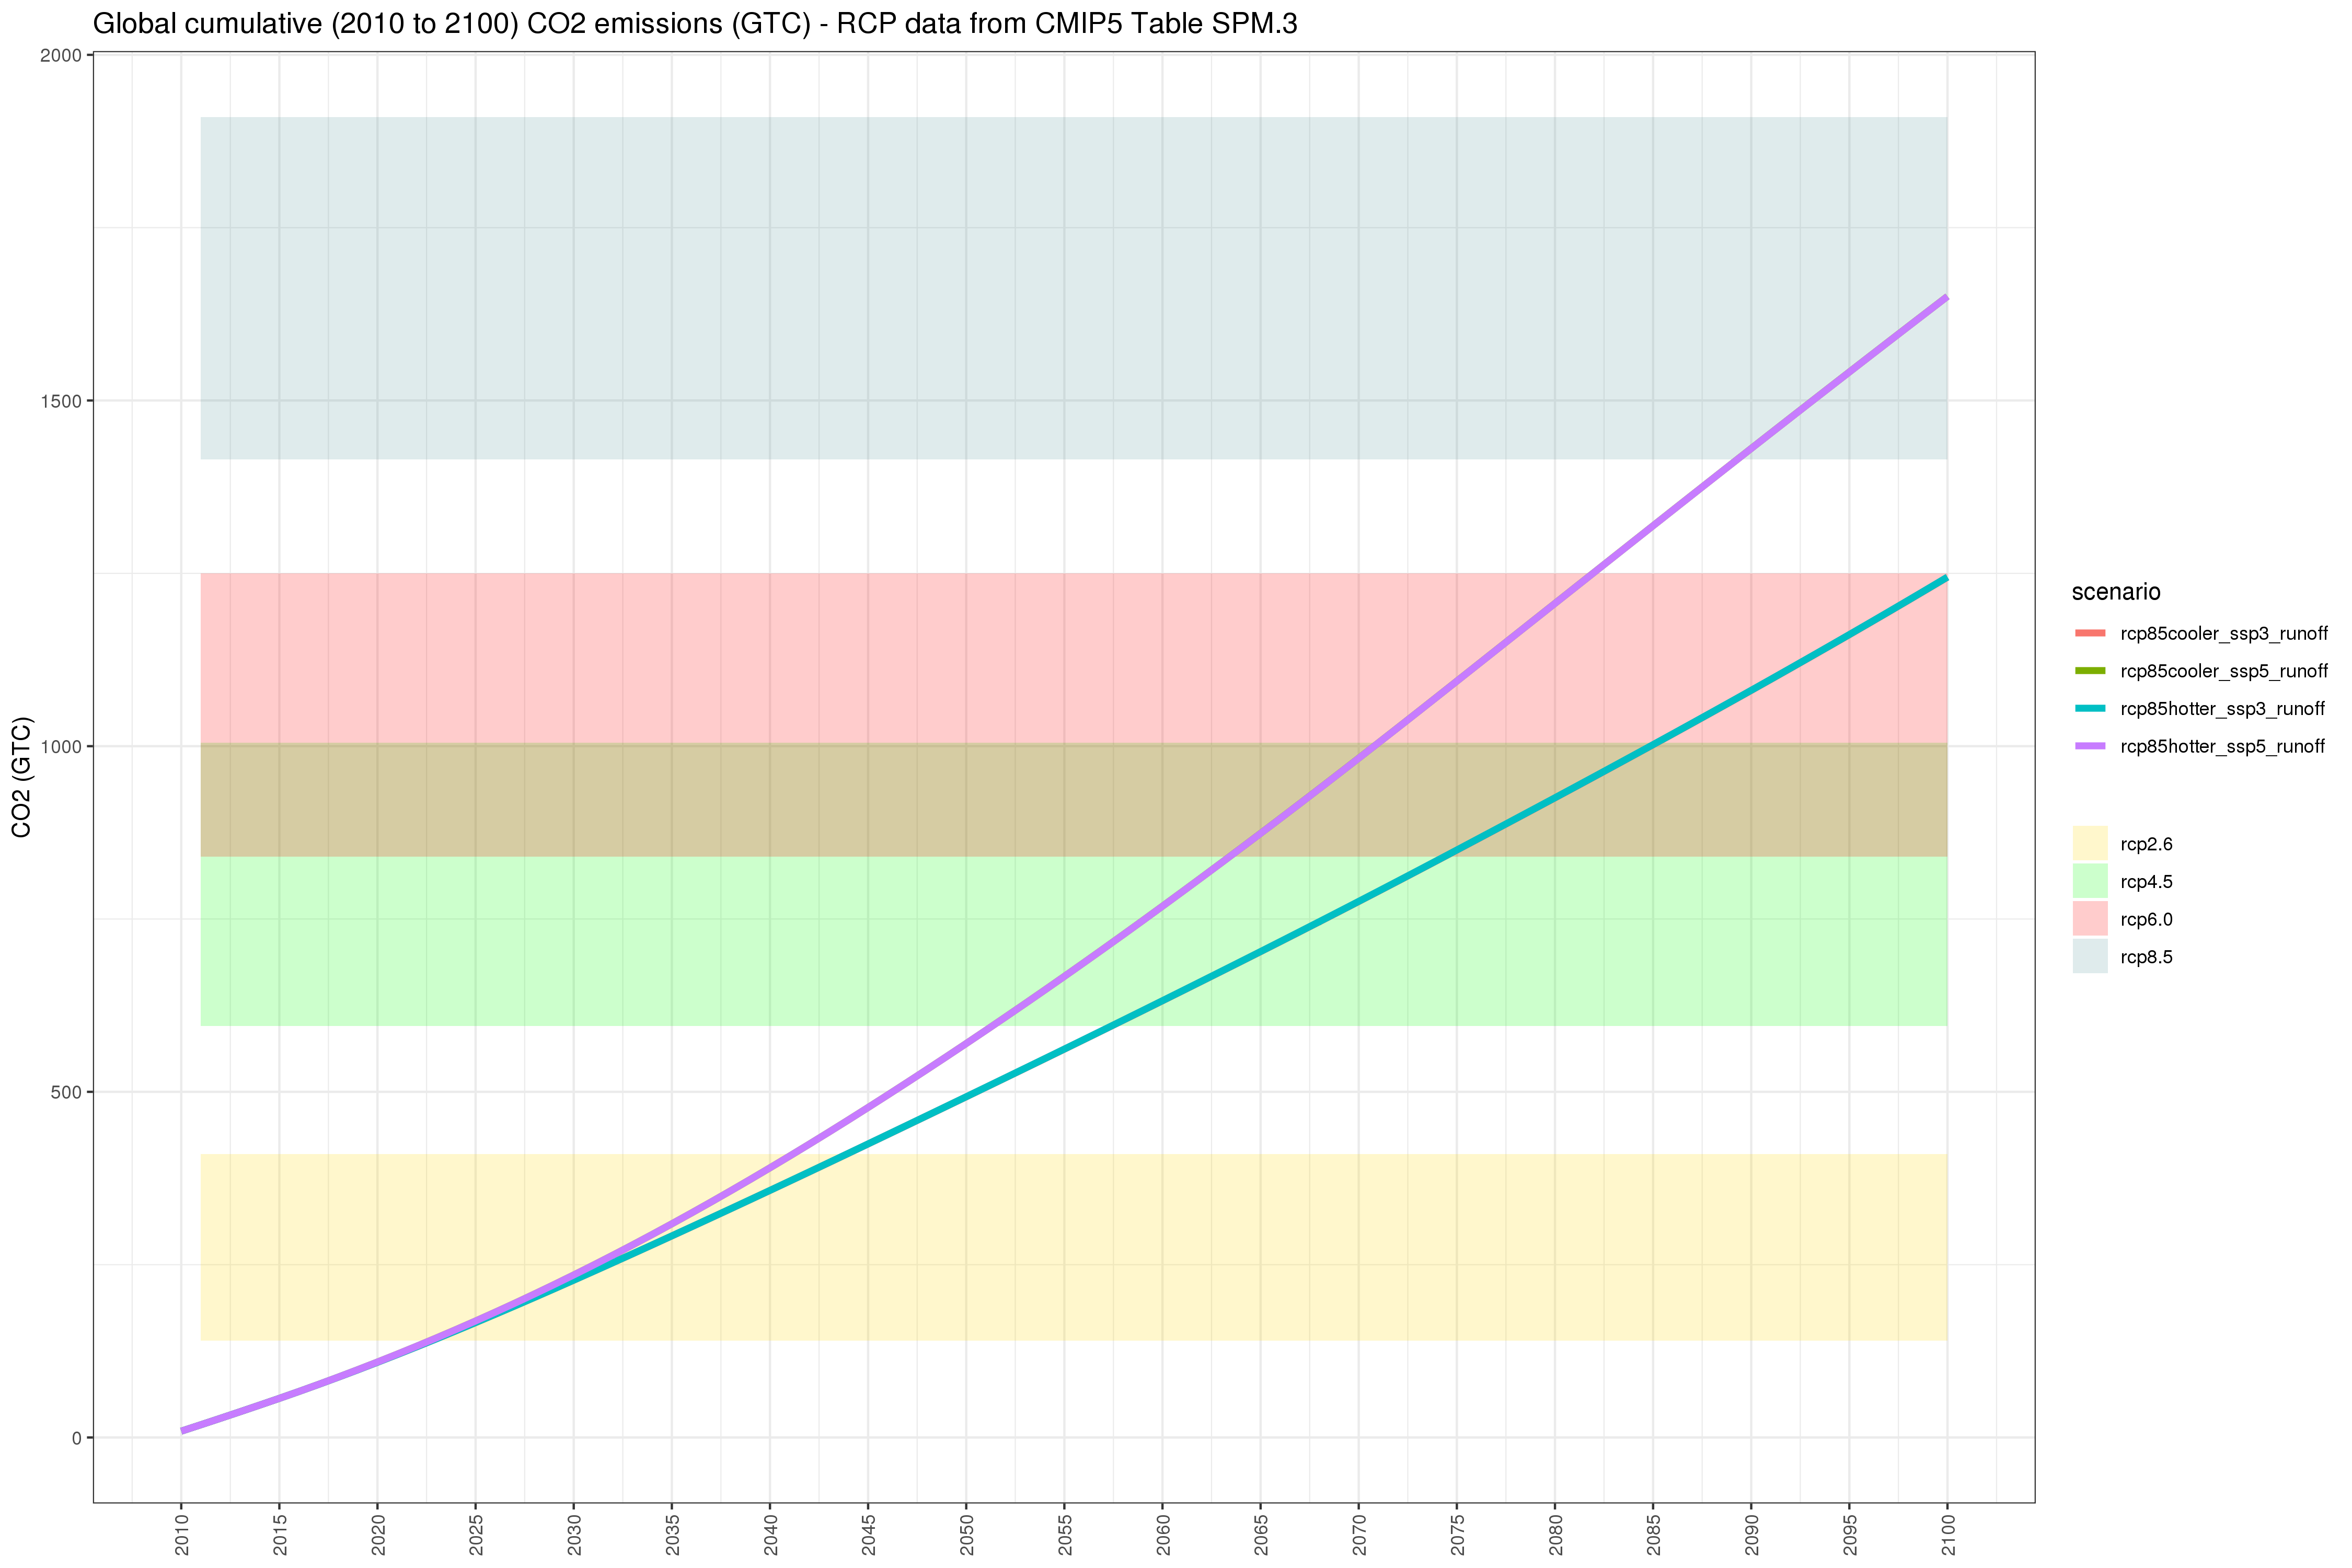 Global cumulative (2010 to 2100) CO2 emissions (GTC) - RCP data from CMIP5 Table SPM.3
CO2 (GTC)
2000
1500
1000
500
0
2010
2015
2020
2025
2030
2035
2040
2045
2050
2055
2060
2065
2070
2075
2080
2085
2090
2095
2100
scenario
rcp85cooler_ssp3_runoff
rcp85cooler_ssp5_runoff
rcp85hotter_ssp3_runoff
rcp85hotter_ssp5_runoff
rcp2.6
rcp4.5
rcp6.0
rcp8.5